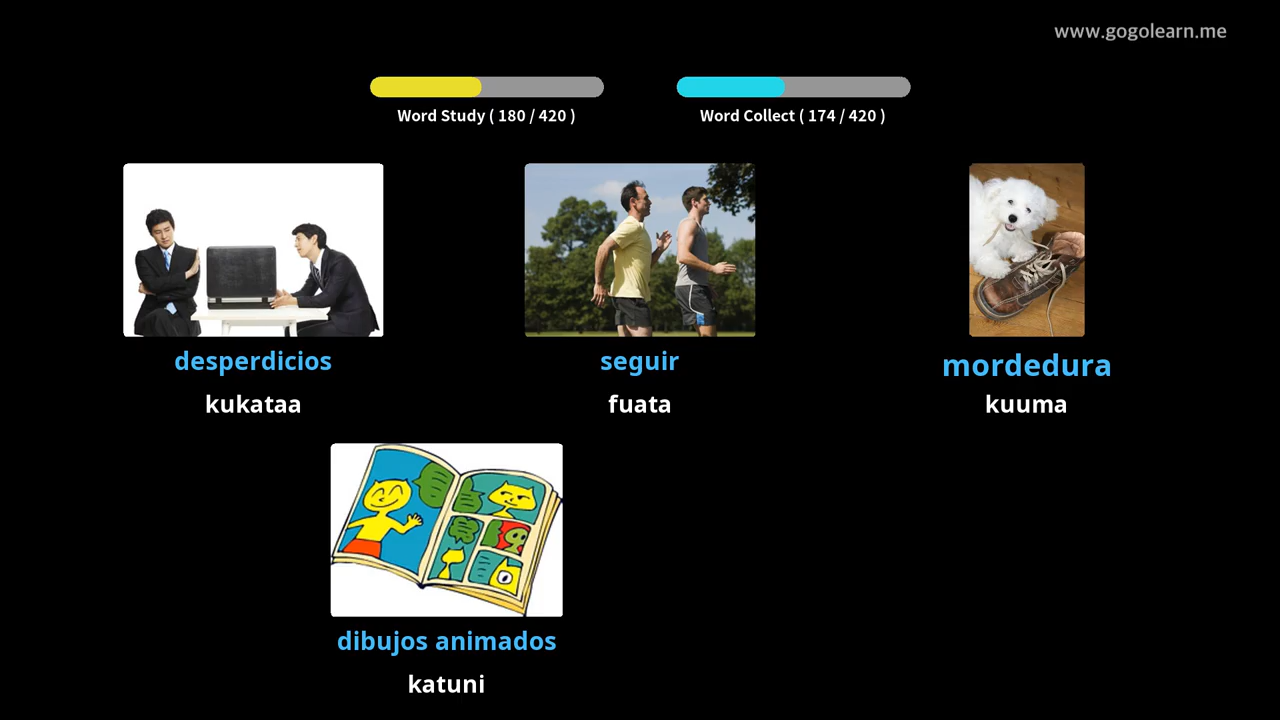 www.gogolearn.me
Word Study ( 180 / 420 )
Word Collect ( 174 / 420 )
desperdicios
kukataa
seguir
fuata
mordedura
kuuma
dibujos animados
katuni